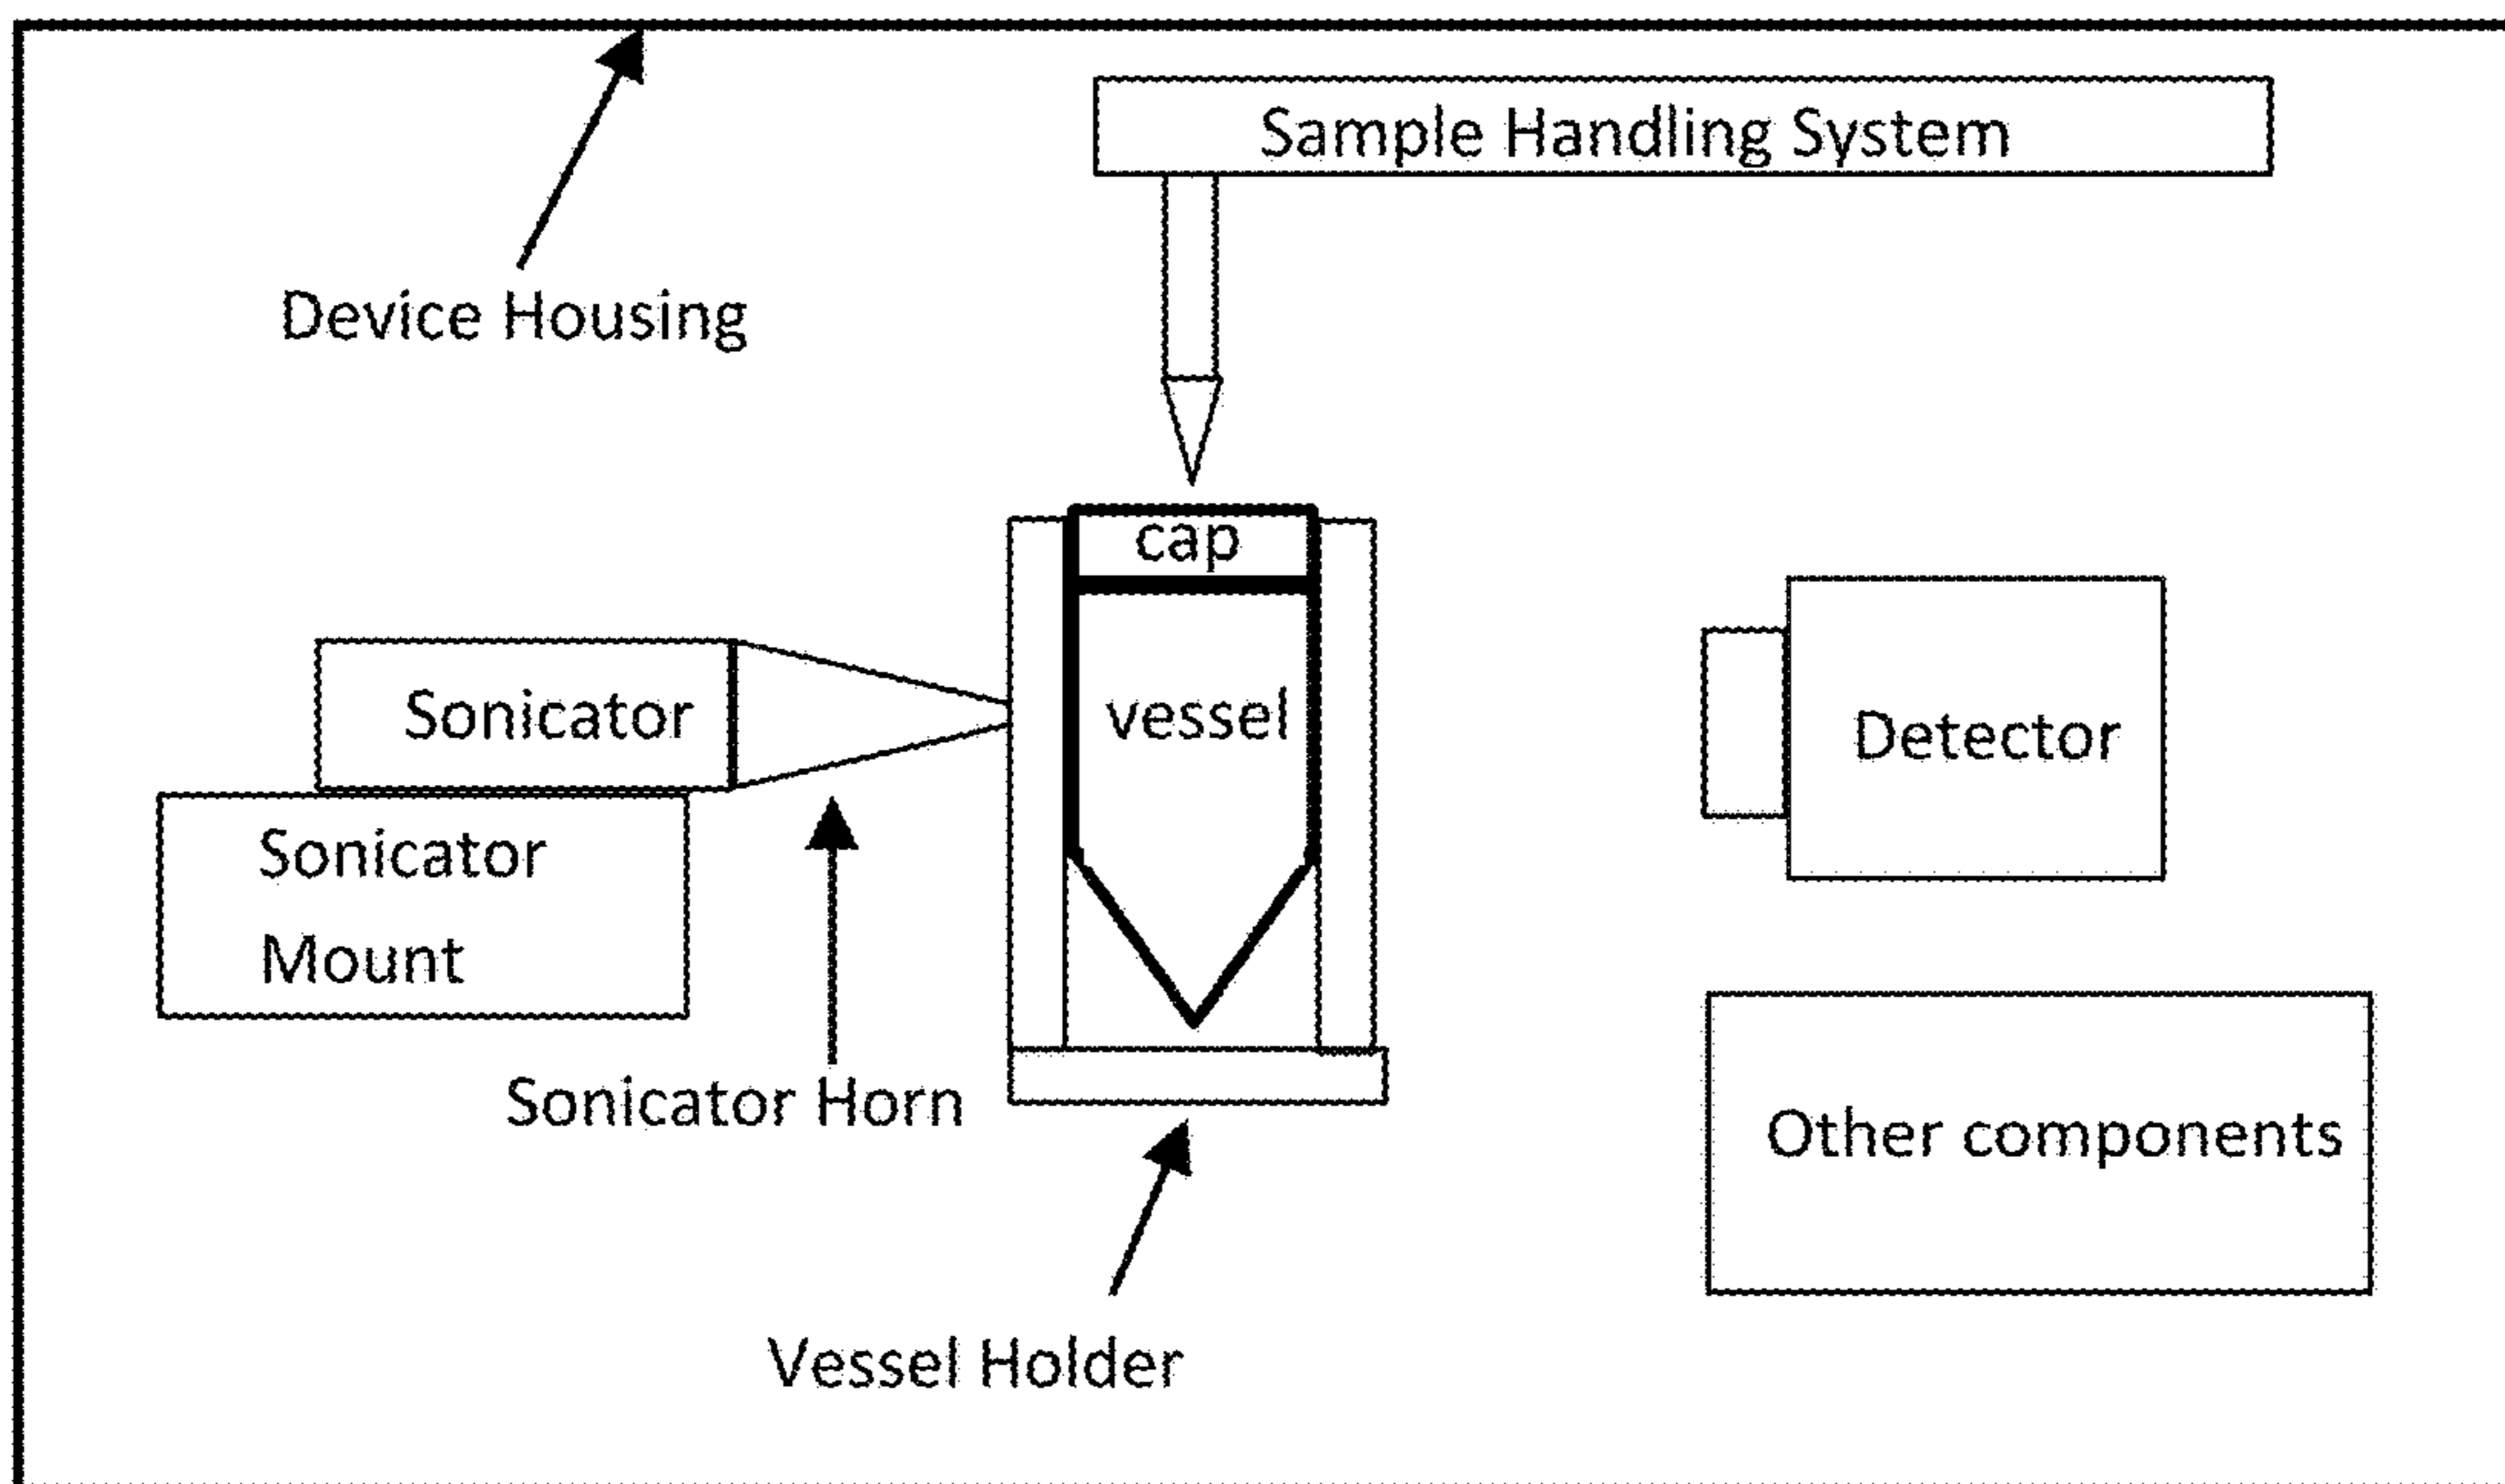 Sample Handling System
Device Housing
cap
Sonicator
vessel
Detector
Sonicator
Mount
Sonicator Horn
Other components
Vessel Holder